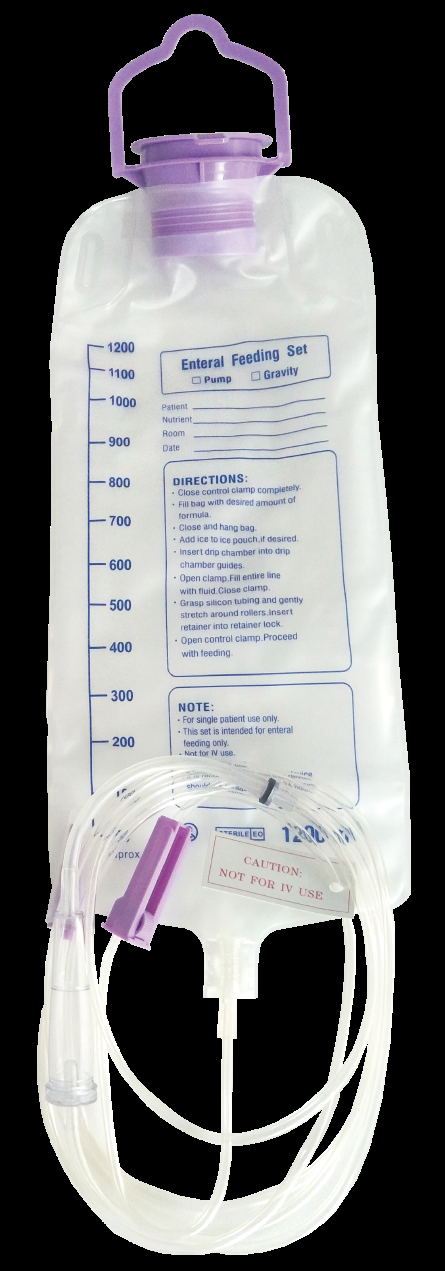 1200
1100
1000
900
800
700
600
500
400
300
200
Enteral Feeding Set
Pump Gravity
Patient
Nutrient
Room
Date
DIRECTIONS:
· Close control clamp completely.
· Fill bag with desired amount of
formula.
· Close and hang bag.
· Add ice to ice pouch,if desired.
· Insert drip chamber into drip
chamber guides.
· Open clamp.Fill entire line
with fluid.Close clamp.
· Grasp silicon tubing and gently
stretch around rollers.Insert
retainer into retainer lock.
· Open control clamp.Proceed
with feeding.
NOTE:
· For single patient use only.
· This set is intended for enteral
feeding only.
· Not for IV use.
STERILE EO
1200
CAUTION:
NOT FOR IV USE